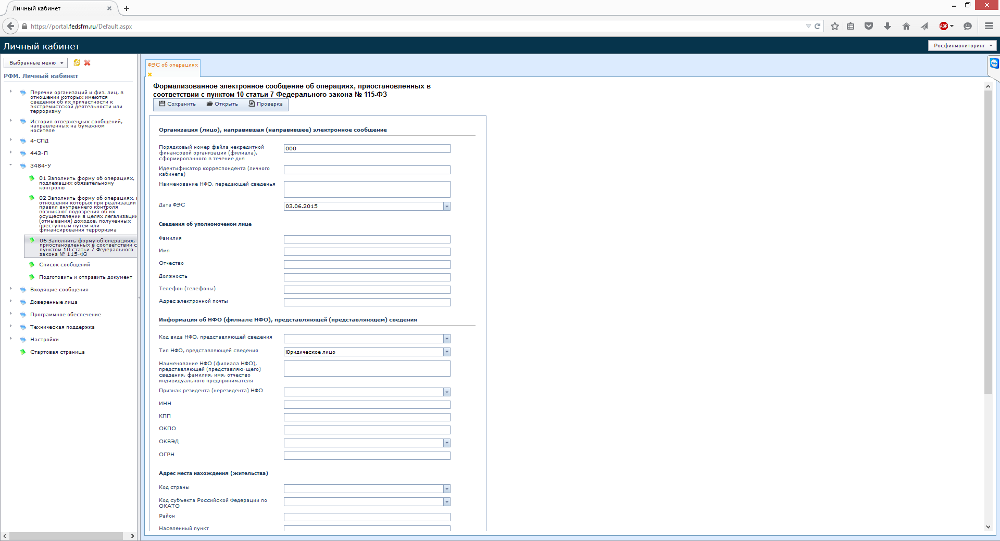 Личный кабинет
https://portal.fedsfm.ru/Default.aspx
ABP
Личный кабинет
Росфинмониторинг
Выбранные меню
РФМ. Личный кабинет
Перечни организаций и физ. лиц, в
отношении которых имеются
сведения об их причастности к
экстремистской деятельности или
терроризму
История отверженных сообщений,
направленных на бумажном
носителе
4-СПД
443-П
3484-У
01 Заполнить форму об операциях,
подлежащих обязательному
контролю
02 Заполнить форму об операциях,
отношении которых при реализации
правил внутреннего контроля
возникают подозрения об их
осуществлении в целях легализации
(отмывания) доходов, полученных
преступным путем или
финансирования терроризма
06 Заполнить форму об операциях,
приостановленных в соответствии с
пунктом 10 статьи 7 Федерального
закона № 115-ФЗ
Список сообщений
Подготовить и отправить документ
Входящие сообщения
Доверенные лица
Программное обеспечение
Техническая поддержка
Настройки
Стартовая страница
ФЭС об операциях
Формализованное электронное сообщение об операциях, приостановленных в
соответствии с пунктом 10 статьи 7 Федерального закона № 115-ФЗ
Сохранить Открыть Проверка
Организация (лицо), направившая (направившее) электронное сообщение
Порядковый номер файла некредитной
финансовой организации (филиала),
сформированного в течение дня
000
Идентификатор корреспондента (личного
кабинета)
Наименование НФО, передающей сведенья
Дата ФЭС
03.06.2015
Сведения об уполномоченом лице
Фамилия
Имя
Отчество
Должность
Телефон (телефоны)
Адрес электронной почты
Информация об НФО (филиале НФО), представляющей (представляющем) сведения
Код вида НФО, представляющей сведения
Тип НФО, представляющей сведения
Юридическое лицо
Наименование НФО (филиала НФО),
представляющей (представляю-щего)
сведения, фамилия, имя, отчество
индивидуального предпринимателя
Признак резидента (нерезидента) НФО
ИНН
КПП
ОКПО
ОКВЭД
ОГРН
Адрес места нахождения (жительства)
Код страны
Код субъекта Российской Федерации по
ОКАТО
Район
Населенный пункт